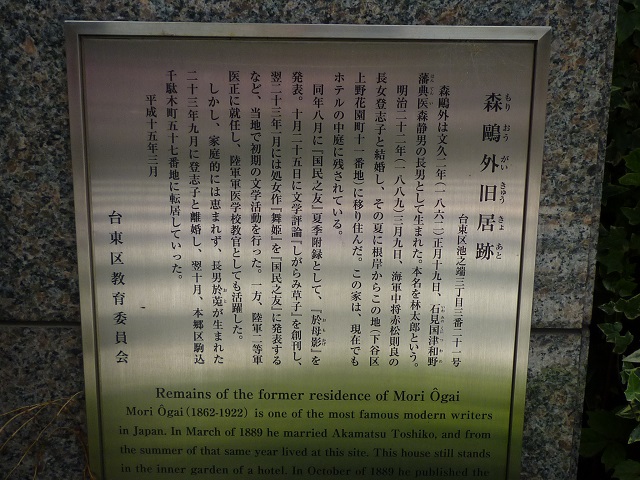 森鷗外旧居跡
もり おう がい きゅう きょ あと
台東区池之端三丁目三番二十一号
森鷗外は文久二年(一八六二)正月十九日、石見国津和野
藩典医森静男の長男として生まれた。本名を林太郎という。
明治二十二年(一八八九)三月九日、海軍中将赤松則良の
長女登志子と結婚し、その夏に根岸からこの地(下谷区
上野花園町十一番地)に移り住んだ。この家は、現在でも
ホテルの中庭に残されている。
同年八月に『国民之友』夏季附録として、『於母影』を
発表。十月二十五日に文学評論『しがらみ草子』を創刊し、
翌二十三年一月には処女作『舞姫』を『国民之友』に発表する
など、当地で初期の文学活動を行った。一方、陸軍二等軍
医正に就任し、陸軍軍医学校教官としても活躍した。
しかし、家庭的には恵まれず、長男於菟が生まれた
二十三年九月に登志子と離婚し、翌十月、本郷区駒込
千駄木町五十七番地に転居していった。
平成十五年三月
台東区教育委員会
Remains of the former residence of Mori Ôgai
Mori Ôgai (1862-1922) is one of the most famous modern writers
in Japan. In March of 1889 he married Akamatsu Toshiko, and from
the summer of that same year lived at this site. This house still stands
in the inner garden of a hotel. In October of 1889 he published the